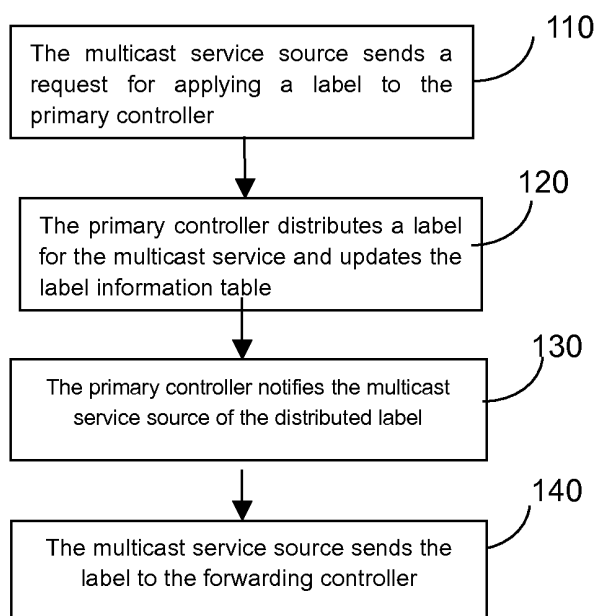 110
The multicast service source sends a
request for applying a label to the
primary controller
120
The primary controller distributes a label
for the multicast service and updates the
label information table
130
The primary controller notifies the multicast
service source of the distributed label
140
The multicast service source sends the
label to the forwarding controller